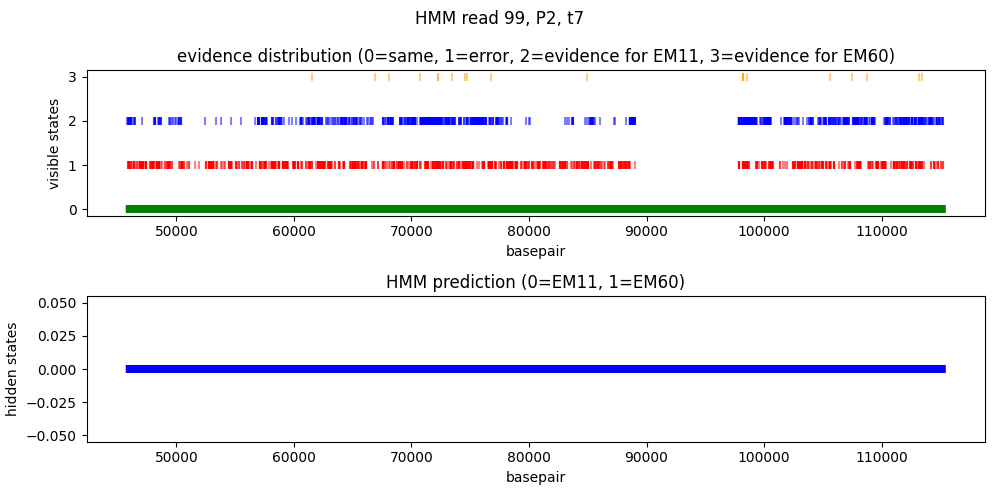 HMM read 99, P2, t7
evidence distribution (0=same, 1=error, 2=evidence for EM11, 3=evidence for EM60)
visible states
3
2
1
0
50000 60000 70000 80000 90000 100000 110000
basepair
HMM prediction (0=EM11, 1=EM60)
hidden states
0.050
0.025
0.000
−0.025
−0.050
50000 60000 70000 80000 90000 100000 110000
basepair